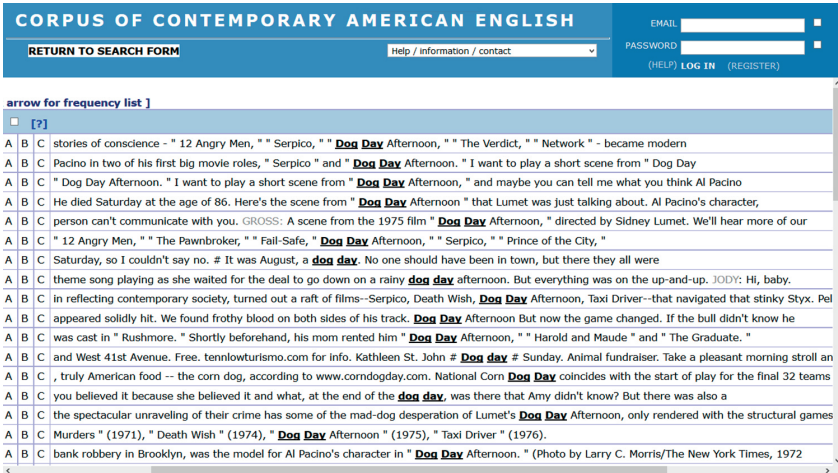 CORPUS OF CONTEMPORARY AMERICAN ENGLISH
EMAIL
RETURN TO SEARCH FORM
Help / information / contact
PASSWORD
(HELP) LOG IN (REGISTER)
arrow for frequency list ]
[?]
A B C stories of conscience - " 12 Angry Men, " " Serpico, " " Dog Day Afternoon, " " The Verdict, " " Network " - became modern
A B C Pacino in two of his first big movie roles, " Serpico " and " Dog Day Afternoon. " I want to play a short scene from " Dog Day
A B C " Dog Day Afternoon. " I want to play a short scene from " Dog Day Afternoon, " and maybe you can tell me what you think Al Pacino
A B C He died Saturday at the age of 86. Here's the scene from " Dog Day Afternoon " that Lumet was just talking about. Al Pacino's character,
A B C person can't communicate with you. GROSS: A scene from the 1975 film " Dog Day Afternoon, " directed by Sidney Lumet. We'll hear more of our
A B C " 12 Angry Men, " " The Pawnbroker, " " Fail-Safe, " Dog Day Afternoon, " " Serpico, " " Prince of the City, "
A B C Saturday, so I couldn't say no. # It was August, a dog day. No one should have been in town, but there they all were
A B C theme song playing as she waited for the deal to go down on a rainy dog day afternoon. But everything was on the up-and-up. JODY: Hi, baby.
A B C in reflecting contemporary society, turned out a raft of films--Serpico, Death Wish, Dog Day Afternoon, Taxi Driver--that navigated that stinky Styx. Pel
A B C appeared solidly hit. We found frothy blood on both sides of his track. Dog Day Afternoon But now the game changed. If the bull didn't know he
A B C was cast in " Rushmore. " Shortly beforehand, his mom rented him " Dog Day Afternoon, " " Harold and Maude " and " The Graduate. "
A B C and West 41st Avenue. Free. tennlowturismo.com for info. Kathleen St. John # Dog day # Sunday. Animal fundraiser. Take a pleasant morning stroll an
A B C , truly American food -- the corn dog, according to www.corndogday.com. National Corn Dog Day coincides with the start of play for the final 32 teams
A B C you believed it because she believed it and what, at the end of the dog day, was there that Amy didn't know? But there was also a
A B C the spectacular unraveling of their crime has some of the mad-dog desperation of Lumet's Dog Day Afternoon, only rendered with the structural games
A B C Murders " (1971), " Death Wish " (1974), " Dog Day Afternoon " (1975), " Taxi Driver " (1976).
A B C bank robbery in Brooklyn, was the model for Al Pacino's character in " Dog Day Afternoon. " (Photo by Larry C. Morris/The New York Times, 1972